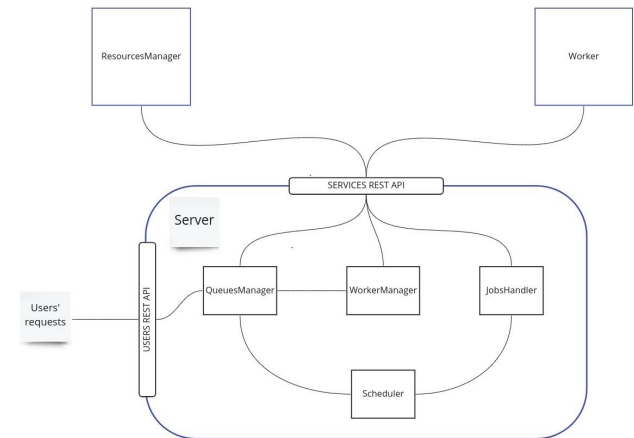 ResourcesManager
Worker
SERVICES REST API
Server
QueuesManager
WorkerManager
JobsHandler
Users'
requests
USERS REST API
Scheduler